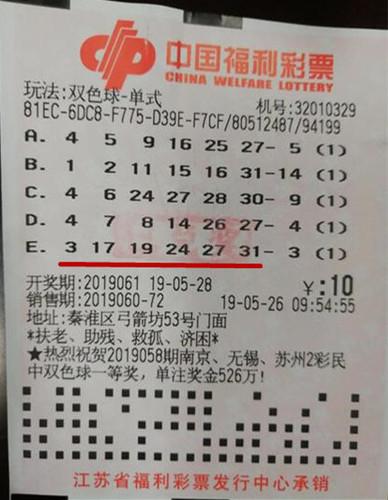 中国福利彩票
CHINA WELFARE LOTTERY
玩法:双色球-单式
机号:32010329
81EC-6DC8-F775-D39E-F7CF/80512487/94199
A. 4 5 9 16 25 27- 5 (1)
B. 1 2 11 15 16 31-14 (1)
C. 4 6 24 27 28 30- 9 (1)
D. 4 7 8 14 26 27- 4 (1)
E. 3 17 19 24 27 31- 3 (1)
开奖期:2019061 19-05-28 ¥:10
销售期:2019060-72 19-05-26 09:54:55
地址:秦淮区弓箭坊53号门面
*扶老、助残、救孤、济困*
★热烈祝贺2019058期南京、无锡、苏州2彩民
中双色球一等奖,单注奖金526万!
江苏省福利彩票发行中心承销